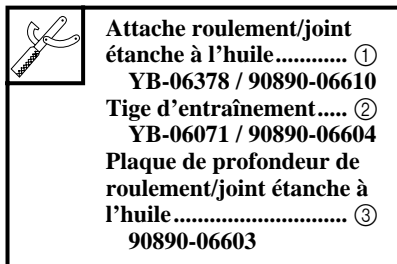 Attache roulement/joint
étanche à l’huile............ ①
YB-06378 / 90890-06610
Tige d’entraînement..... ②
YB-06071 / 90890-06604
Plaque de profondeur de
roulement/joint étanche à
l’huile............................. ③
90890-06603